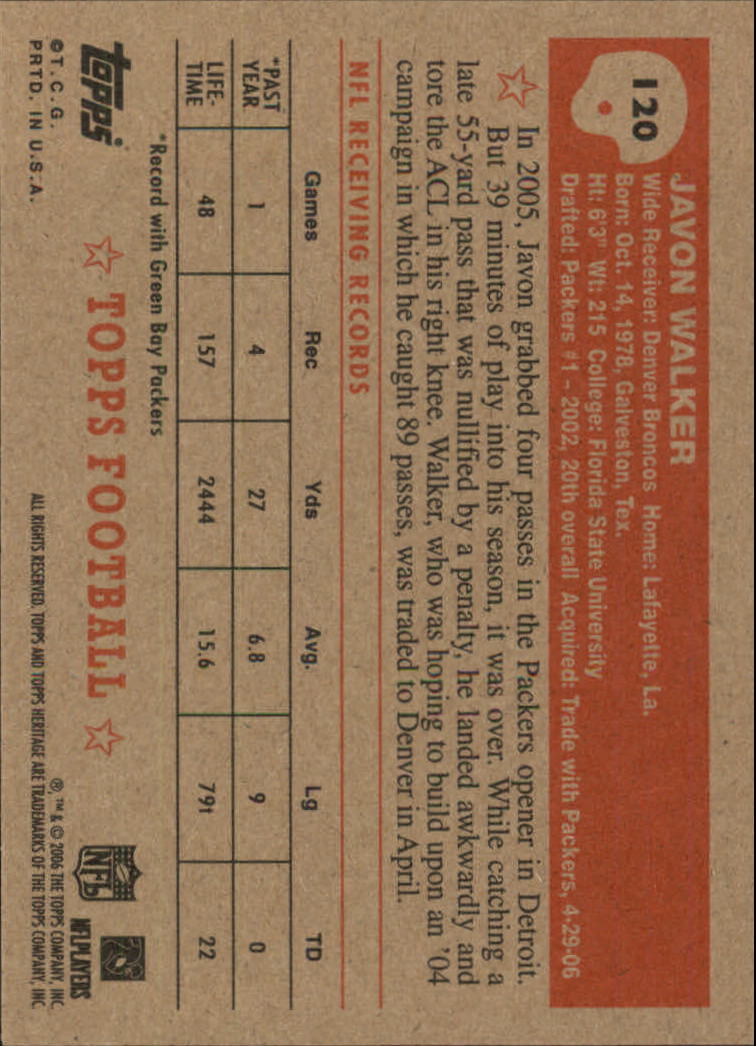 120
JAVON WALKER
Wide Receiver: Denver Broncos Home: Lafayette, La.
Born: Oct. 14, 1978, Galveston, Tex.
Ht: 6'3" Wt: 215 College: Florida State University
Drafted: Packers #1 - 2002, 20th overall Acquired: Trade with Packers, 4-29-06
In 2005, Javon grabbed four passes in the Packers opener in Detroit.
But 39 minutes of play into his season, it was over. While catching a
late 55-yard pass that was nullified by a penalty, he landed awkwardly and
tore the ACL in his right knee. Walker, who was hoping to build upon an '04
campaign in which he caught 89 passes, was traded to Denver in April.
NFL RECEIVING RECORDS
Games Rec Yds Avg. Lg TD
*PAST YEAR 1 4 27 6.8 9 0
LIFE-TIME 48 157 2444 15.6 79t 22
*Record with Green Bay Packers
topps
©T.C.G.
PRTD. IN U.S.A.
TOPPS FOOTBALL
NFL
NFLPLAYERS
®, ™ & © 2006 THE TOPPS COMPANY, INC.
ALL RIGHTS RESERVED. TOPPS AND TOPPS HERITAGE ARE TRADEMARKS OF THE TOPPS COMPANY, INC.